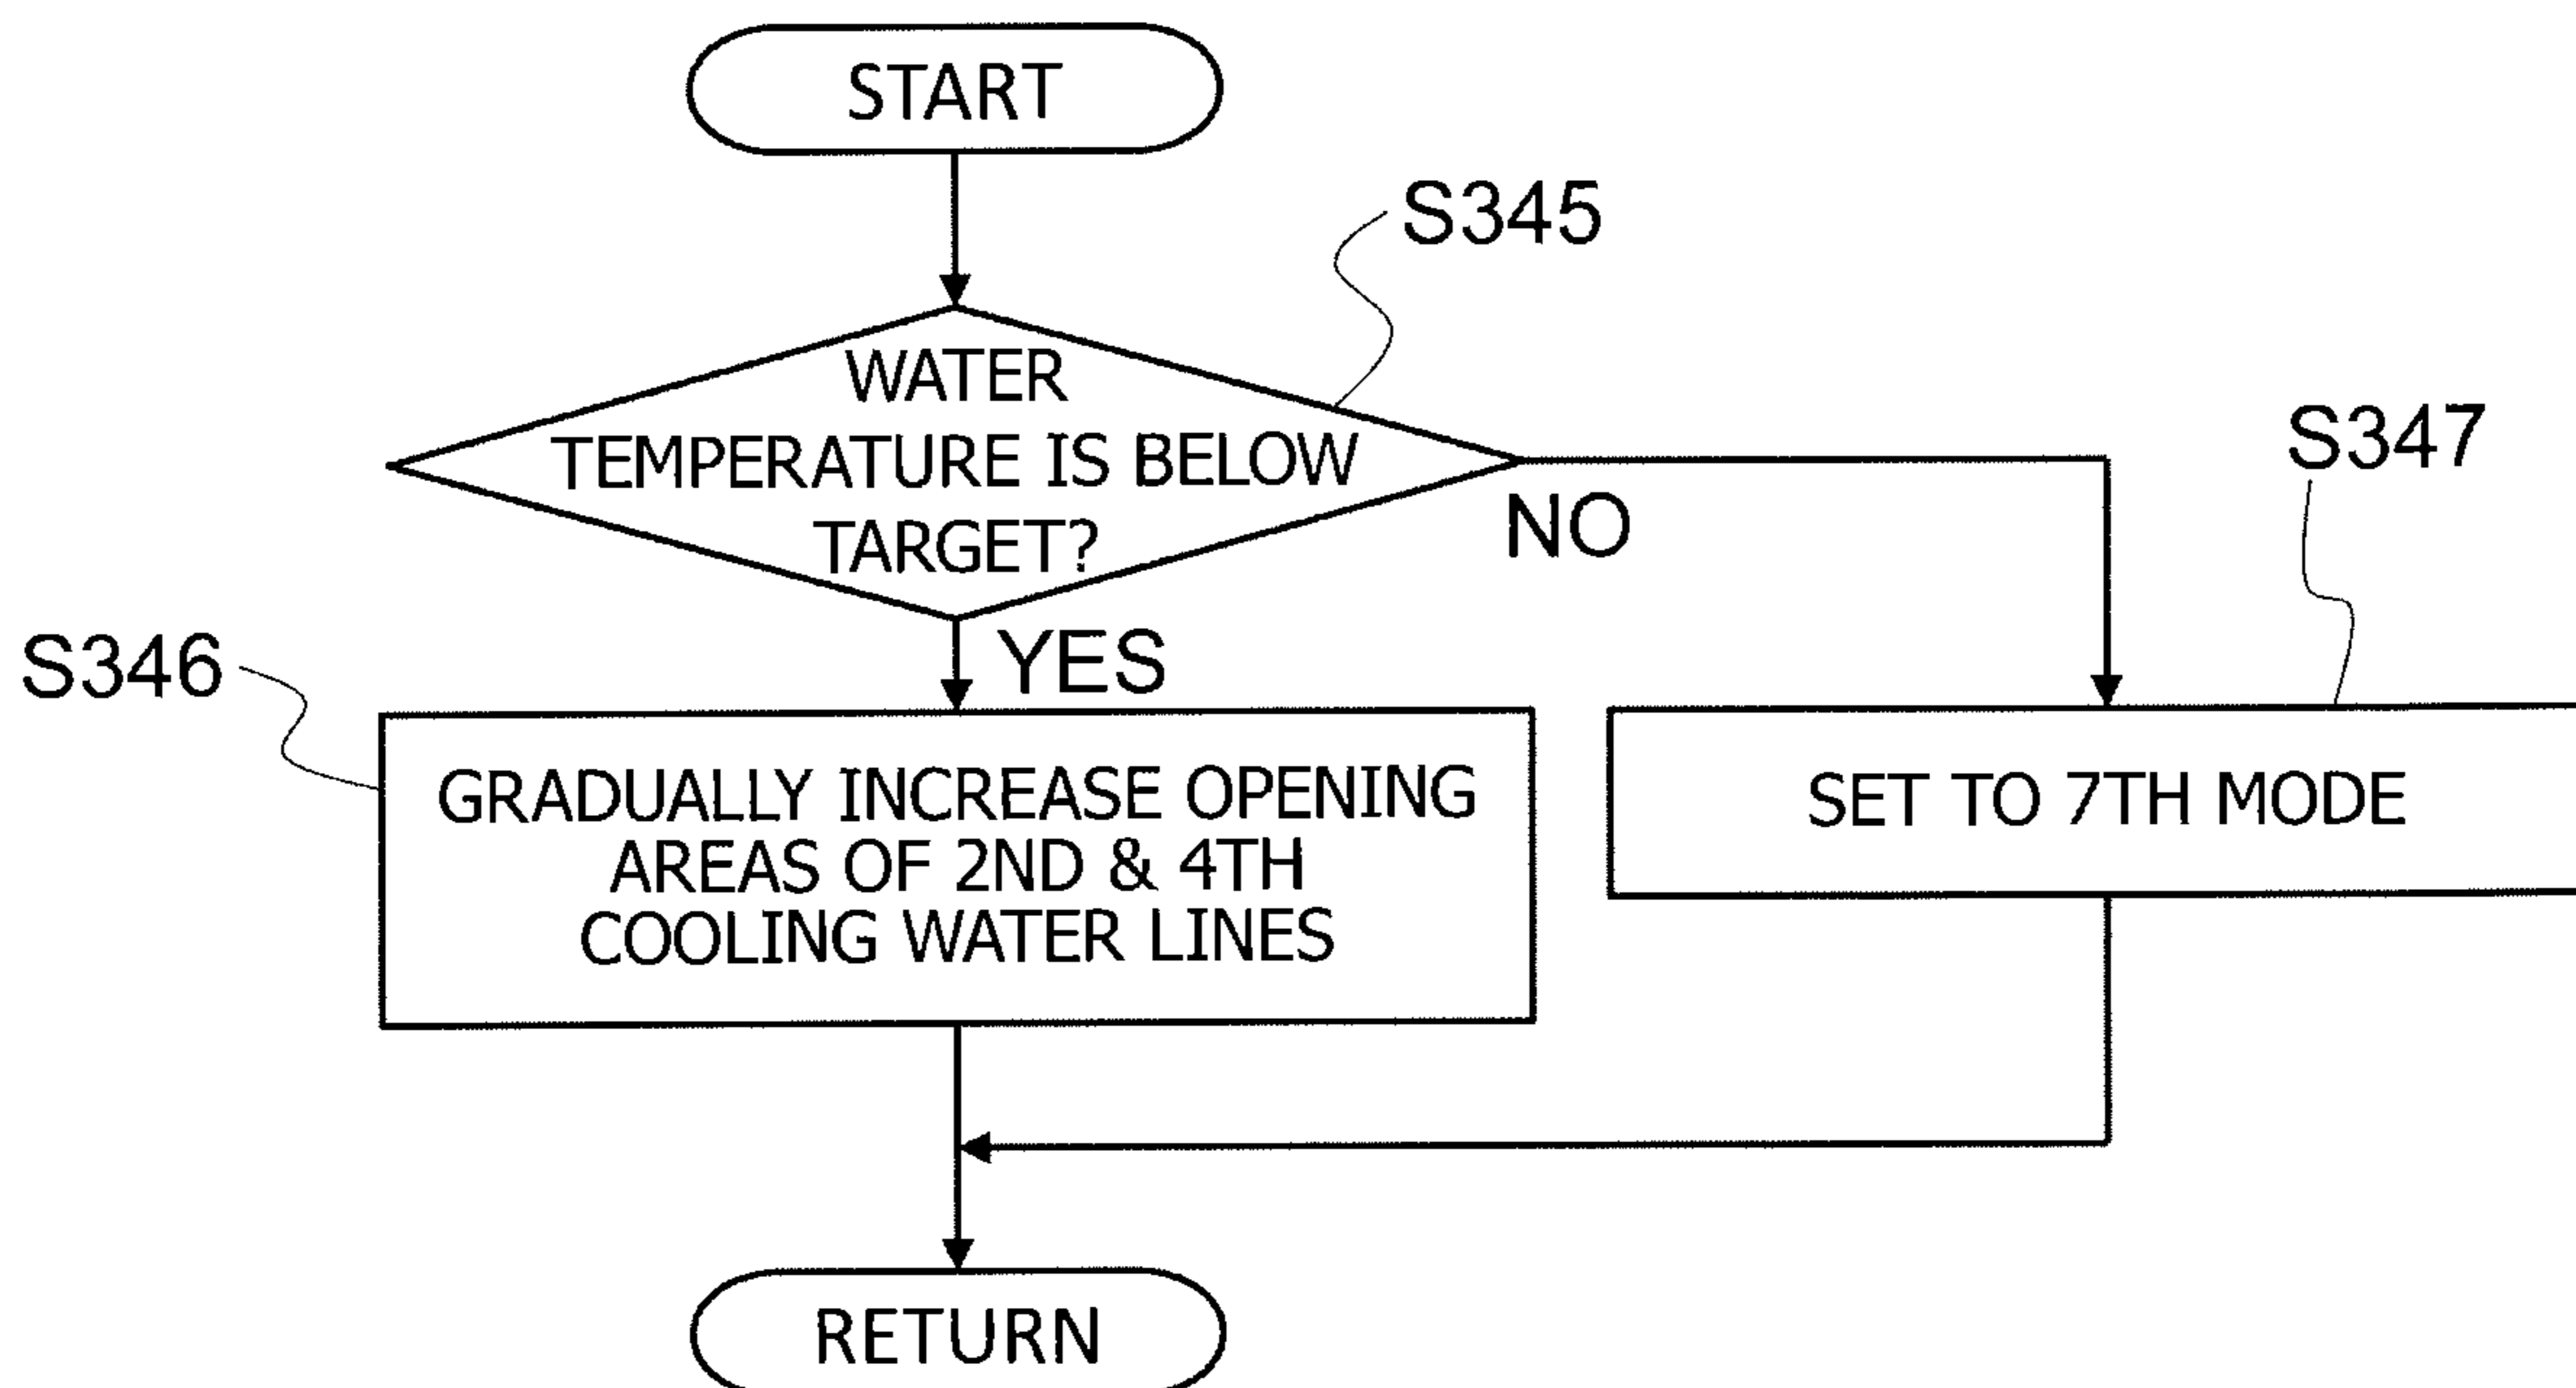 START
S345
WATER
TEMPERATURE IS BELOW
TARGET?
NO
S347
YES
S346
GRADUALLY INCREASE OPENING
AREAS OF 2ND & 4TH
COOLING WATER LINES
SET TO 7TH MODE
RETURN